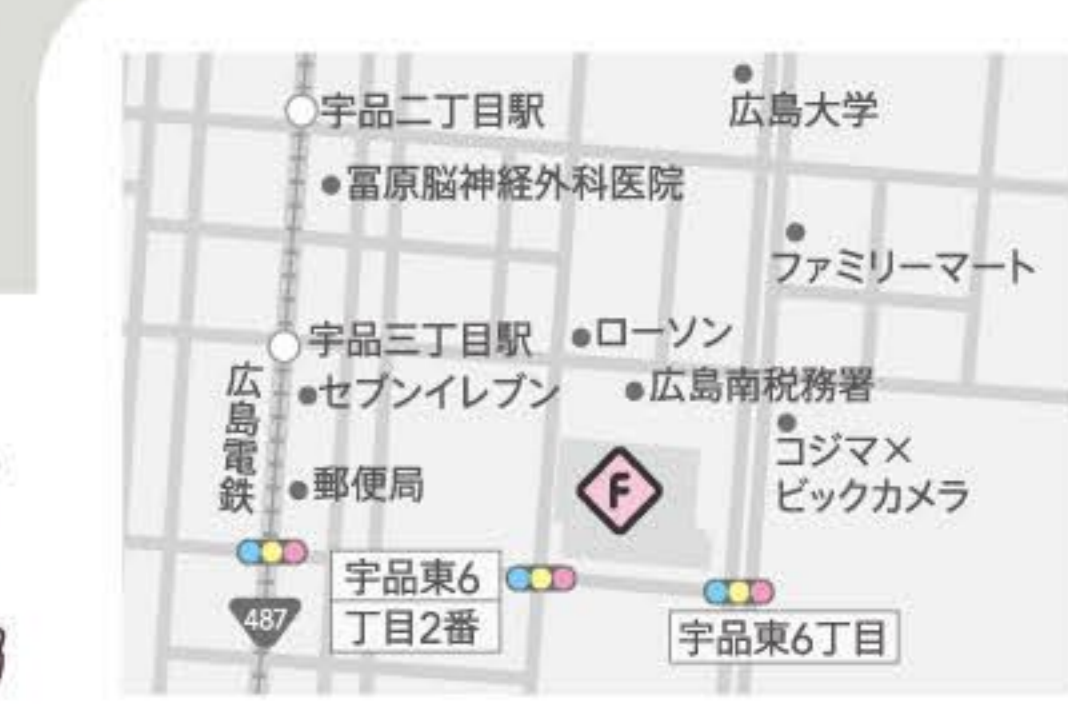 宇品二丁目駅
広島大学
冨原脳神経外科医院
ファミリーマート
宇品三丁目駅
ローソン
広島電鉄
セブンイレブン
広島南税務署
コジマ×
ビックカメラ
郵便局
F
487
宇品東6
丁目2番
宇品東6丁目